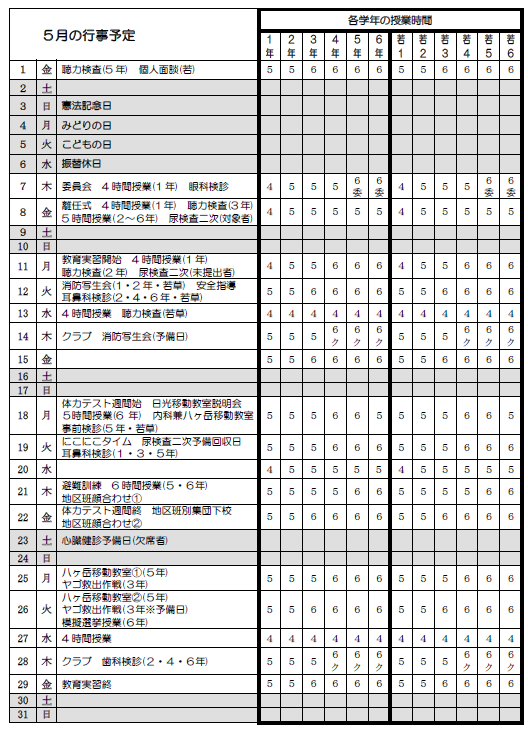 ５月の行事予定
各学年の授業時間
1年 2年 3年 4年 5年 6年 若1 若2 若3 若4 若5 若6
1 金 聴力検査(５年)　個人面談(若) 5 5 6 6 6 6 5 5 6 6 6 6
2 土
3 日 憲法記念日
4 月 みどりの日
5 火 こどもの日
6 水 振替休日
7 木 委員会　４時間授業(１年)　眼科検診 4 5 5 5 6委 6委 4 5 5 5 6委 6委
8 金 離任式　４時間授業(１年)　聴力検査(３年)
５時間授業(２～６年)　尿検査二次(対象者) 4 5 5 5 5 5 4 5 5 5 5 5
9 土
10 日
11 月 教育実習開始　４時間授業(１年)
聴力検査(２年)　尿検査二次(未提出者) 4 5 5 6 6 6 4 5 5 6 6 6
12 火 消防写生会(１・２年・若草)　安全指導
耳鼻科検診(２・４・６年・若草) 5 5 6 6 6 6 5 5 6 6 6 6
13 水 ４時間授業　聴力検査(若草) 4 4 4 4 4 4 4 4 4 4 4 4
14 木 クラブ　消防写生会(予備日) 5 5 5 6ク 6ク 6ク 5 5 5 6ク 6ク 6ク
15 金 5 5 6 6 6 6 5 5 6 6 6 6
16 土
17 日
18 月 体力テスト週間始　日光移動教室説明会
５時間授業(６年)　内科兼八ヶ岳移動教室
事前検診(５年・若草) 5 5 5 6 6 5 5 5 5 6 6 5
19 火 にこにこタイム　尿検査二次予備回収日
耳鼻科検診(１・３・５年) 5 5 5 6 6 6 5 5 5 6 6 6
20 水 4 5 5 5 5 5 4 5 5 5 5 5
21 木 避難訓練　６時間授業(５・６年)
地区班顔合わせ① 5 5 5 5 6 6 5 5 5 5 6 6
22 金 体力テスト週間終　地区班別集団下校
地区班顔合わせ② 5 5 6 6 6 6 5 5 6 6 6 6
23 土 心臓健診予備日(欠席者)
24 日
25 月 八ヶ岳移動教室①(５年)
ヤゴ救出作戦(３年) 5 5 5 6 6 6 5 5 5 6 6 6
26 火 八ヶ岳移動教室②(５年)
ヤゴ救出作戦(３年※予備日)
模擬選挙授業(６年) 5 5 6 6 6 6 5 5 6 6 6 6
27 水 ４時間授業 4 4 4 4 4 4 4 4 4 4 4 4
28 木 クラブ　歯科検診(２・４・６年) 5 5 5 6ク 6ク 6ク 5 5 5 6ク 6ク 6ク
29 金 教育実習終 5 5 6 6 6 6 5 5 6 6 6 6
30 土
31 日